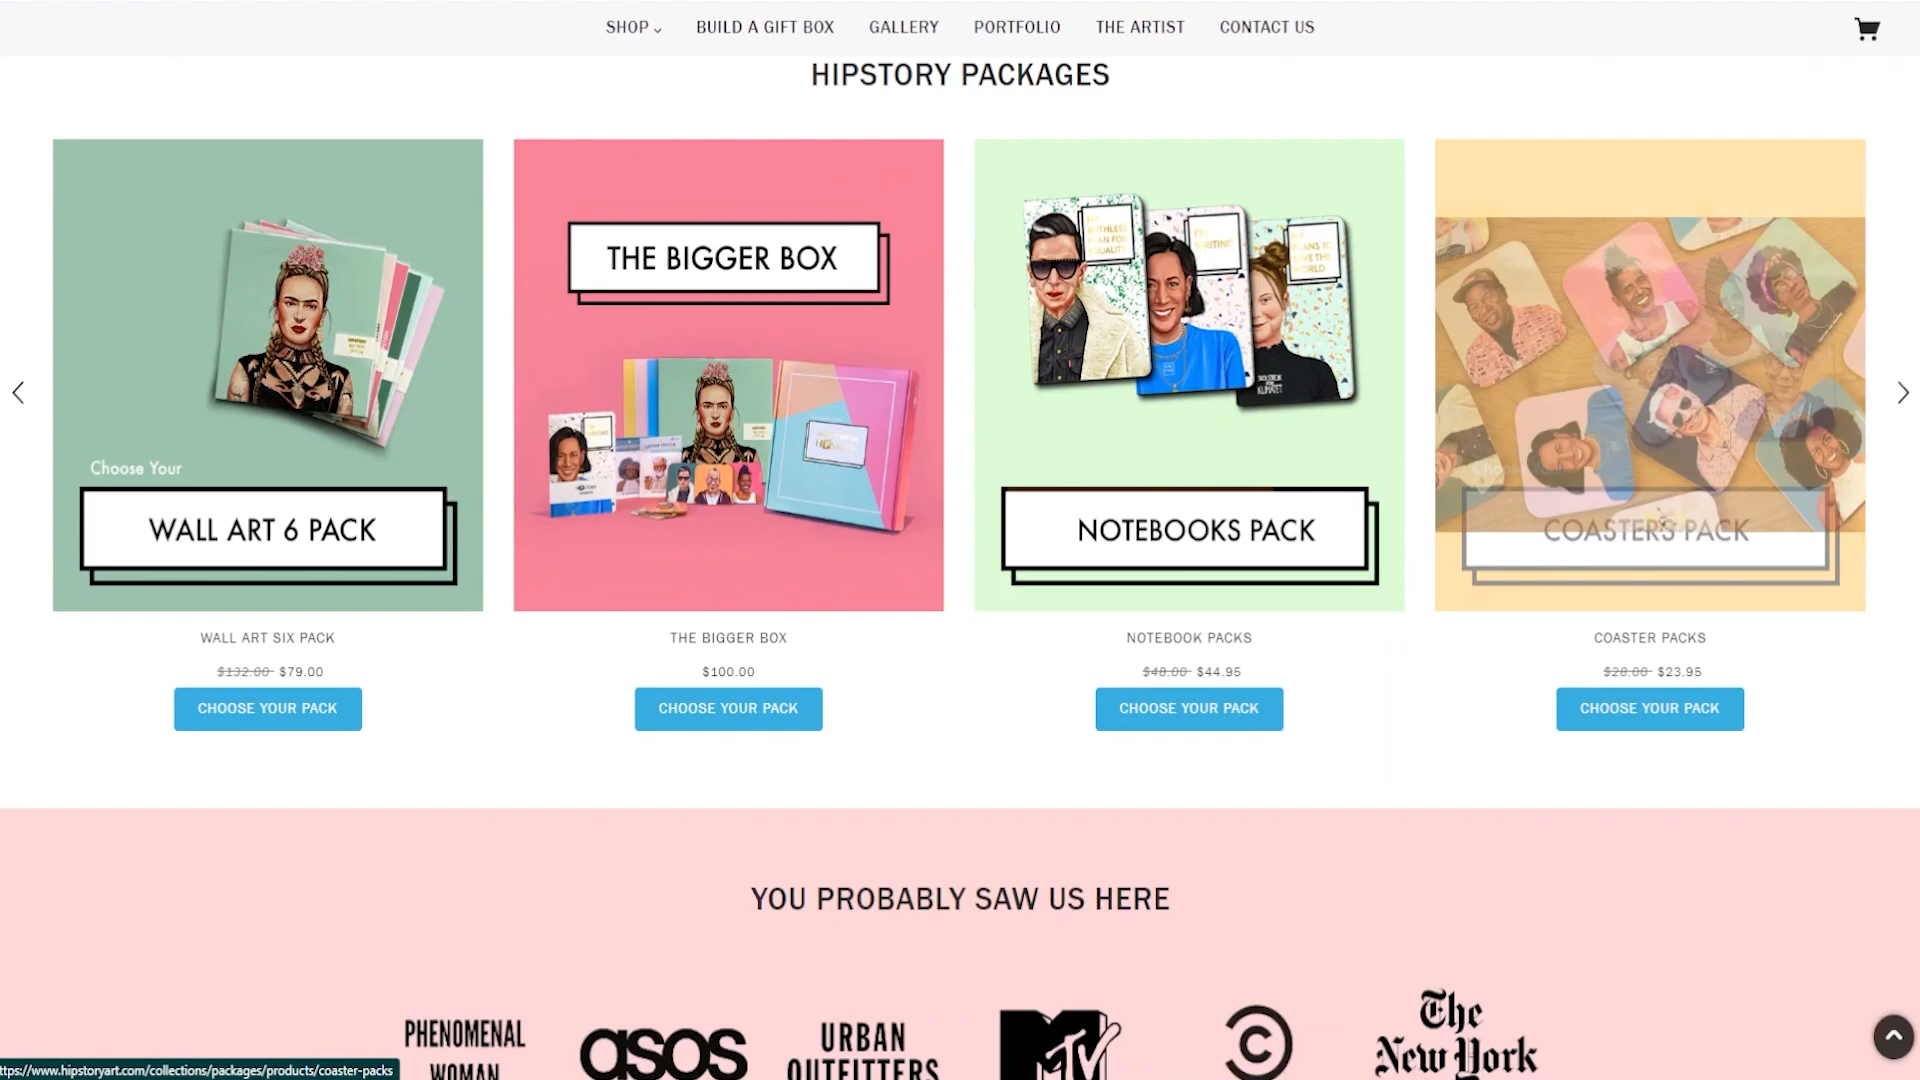 SHOP
BUILD A GIFT BOX
GALLERY
PORTFOLIO
THE ARTIST
CONTACT US
HIPSTORY PACKAGES
Choose Your
WALL ART 6 PACK
THE BIGGER BOX
NOTEBOOKS PACK
COASTERS PACK
WALL ART SIX PACK
$132.00 $79.00
CHOOSE YOUR PACK
THE BIGGER BOX
$100.00
CHOOSE YOUR PACK
NOTEBOOK PACKS
$48.00 $44.95
CHOOSE YOUR PACK
COASTER PACKS
$28.00 $23.95
CHOOSE YOUR PACK
YOU PROBABLY SAW US HERE
PHENOMENAL
WOMAN
asos
URBAN
OUTFITTERS
MTV
The
New York
ttps://www.hipstoryart.com/collections/packages/products/coaster-packs